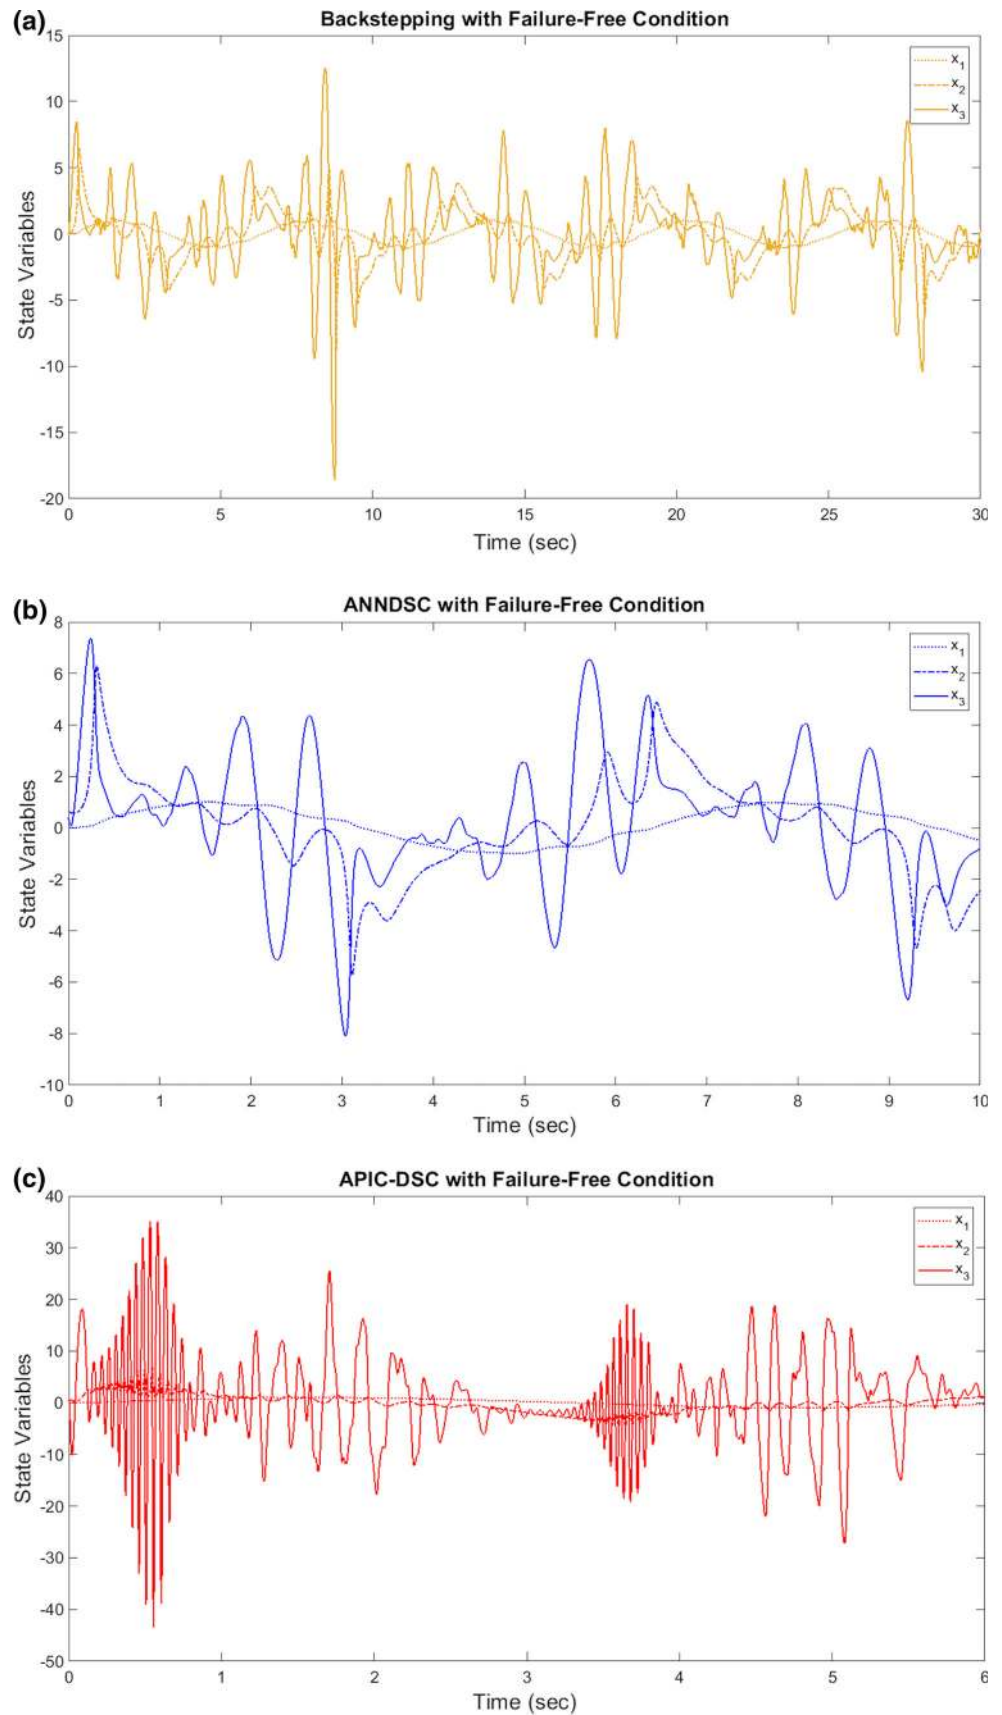 (a)
Backstepping with Failure-Free Condition
15
10
5
0
-5
-10
-15
-20
State Variables
x1
x2
x3
0 5 10 15 20 25 30
Time (sec)
(b)
ANNDSC with Failure-Free Condition
8
6
4
2
0
-2
-4
-6
-8
-10
State Variables
x1
x2
x3
0 1 2 3 4 5 6 7 8 9 10
Time (sec)
(c)
APIC-DSC with Failure-Free Condition
40
30
20
10
0
-10
-20
-30
-40
-50
State Variables
x1
x2
x3
0 1 2 3 4 5 6
Time (sec)